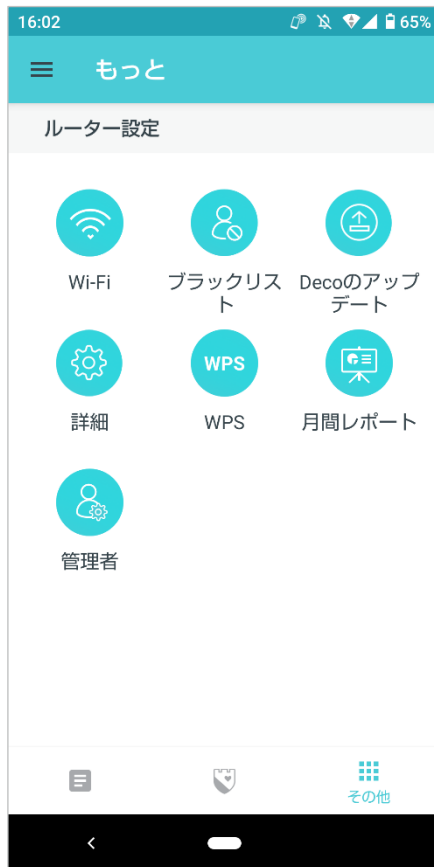 16:02
65%
もっと
ルーター設定
Wi-Fi
ブラックリス
ト
Decoのアップ
デート
詳細
WPS
WPS
月間レポート
管理者
その他